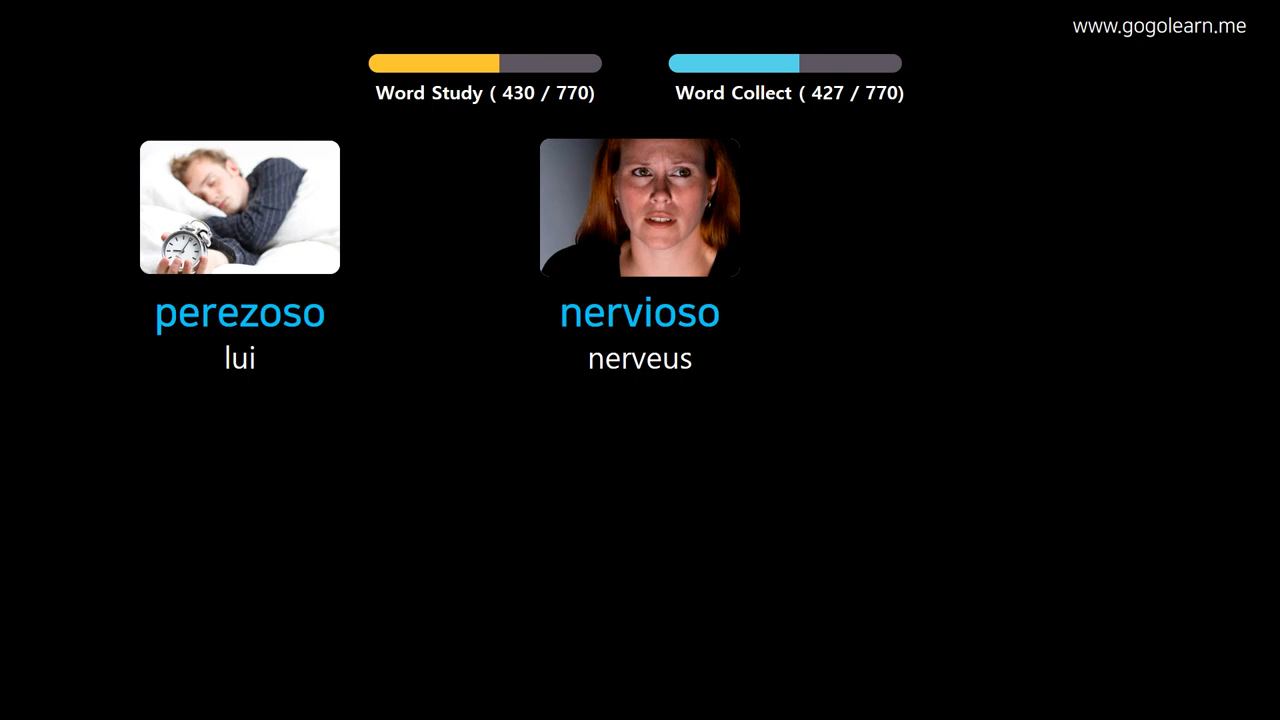 www.gogolearn.me
Word Study ( 430 / 770)
Word Collect ( 427 / 770)
perezoso
lui
nervioso
nerveus